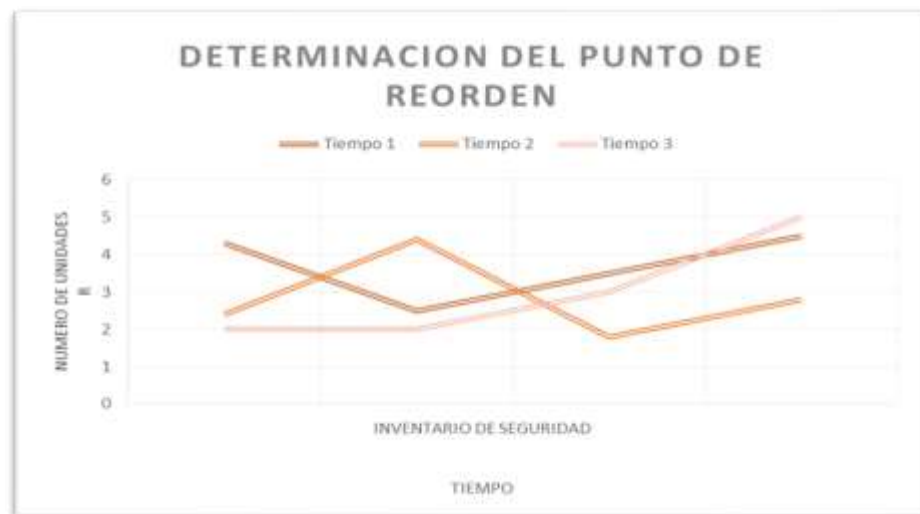 DETERMINACION DEL PUNTO DE
REORDEN
Tiempo 1 Tiempo 2 Tiempo 3
NUMERO DE UNIDADES
R
6
5
4
3
2
1
0
INVENTARIO DE SEGURIDAD
TIEMPO